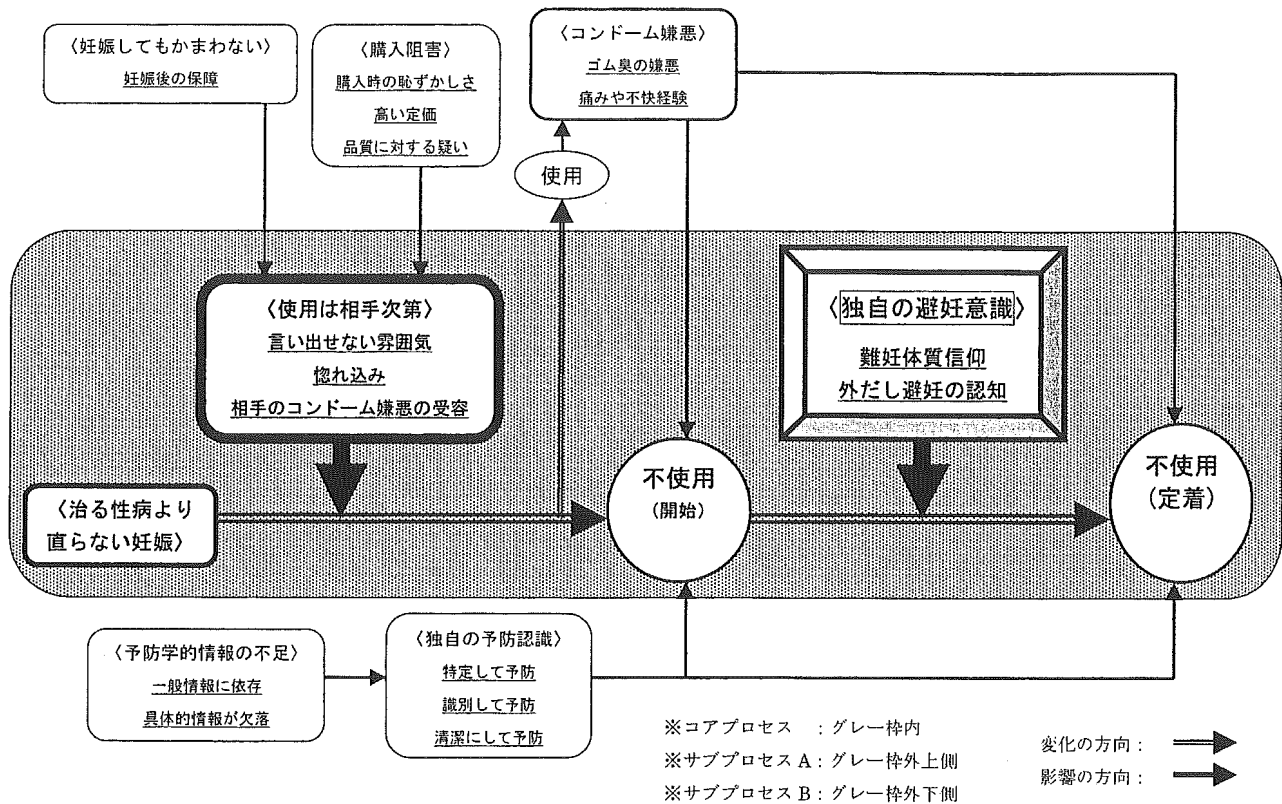 〈妊娠してもかまわない〉
妊娠後の保障
〈購入阻害〉
購入時の恥ずかしさ
高い定価
品質に対する疑い
〈コンドーム嫌悪〉
ゴム臭の嫌悪
痛みや不快経験
使用
〈使用は相手次第〉
言い出せない雰囲気
惚れ込み
相手のコンドーム嫌悪の受容
〈独自の避妊意識〉
難妊体質信仰
外だし避妊の認知
〈治る性病より
直らない妊娠〉
不使用
(開始)
不使用
(定着)
〈予防学的情報の不足〉
一般情報に依存
具体的情報が欠落
〈独自の予防認識〉
特定して予防
識別して予防
清潔にして予防
※コアプロセス　：グレー枠内
※サブプロセス A：グレー枠外上側
※サブプロセス B：グレー枠外下側
変化の方向：
影響の方向：